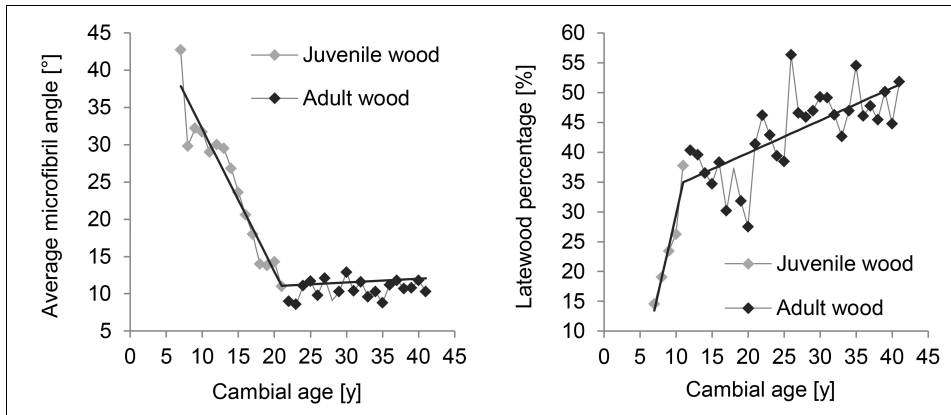 45
40
35
30
25
20
15
10
5
0 5 10 15 20 25 30 35 40 45
Average microfibril angle [°]
Cambial age [y]
Juvenile wood
Adult wood
60
55
50
45
40
35
30
25
20
15
10
0 5 10 15 20 25 30 35 40 45
Latewood percentage [%]
Cambial age [y]
Juvenile wood
Adult wood